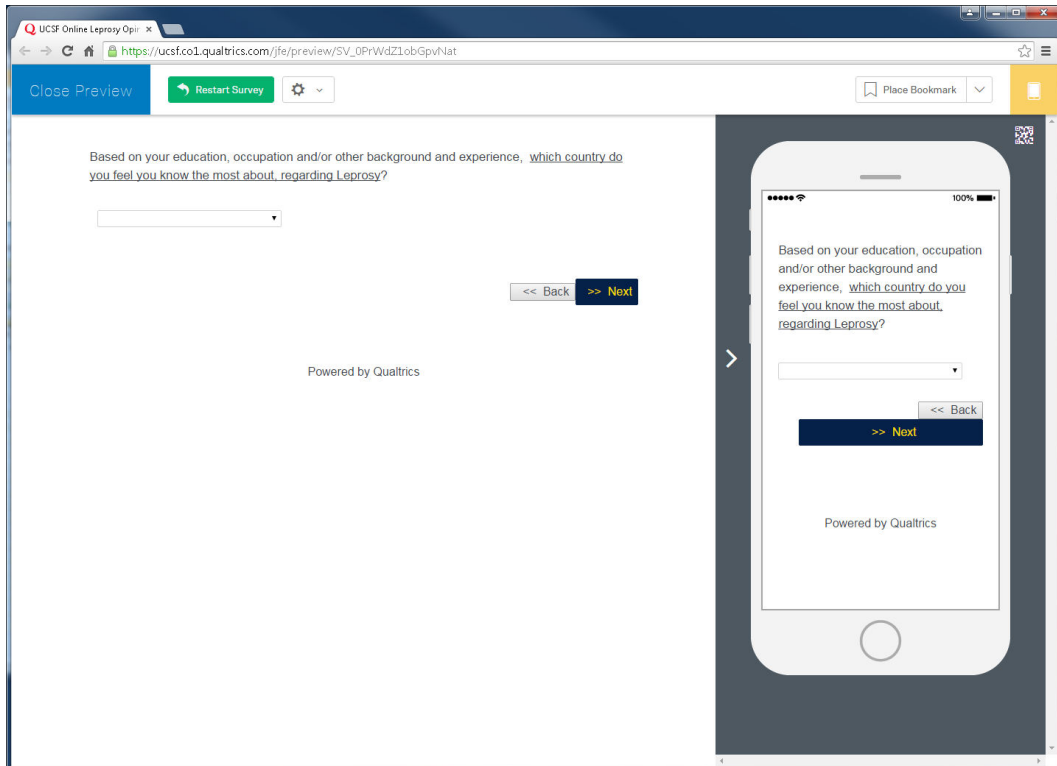 UCSF Online Leprosy Opin
https://ucsf.co1.qualtrics.com/jfe/preview/SV_0PrWdZ1obGpvNat
Close Preview
Restart Survey
Place Bookmark
Based on your education, occupation and/or other background and experience, which country do
you feel you know the most about, regarding Leprosy?
<< Back
>> Next
Powered by Qualtrics
100%
Based on your education, occupation
and/or other background and
experience, which country do you
feel you know the most about,
regarding Leprosy?
<< Back
>> Next
Powered by Qualtrics